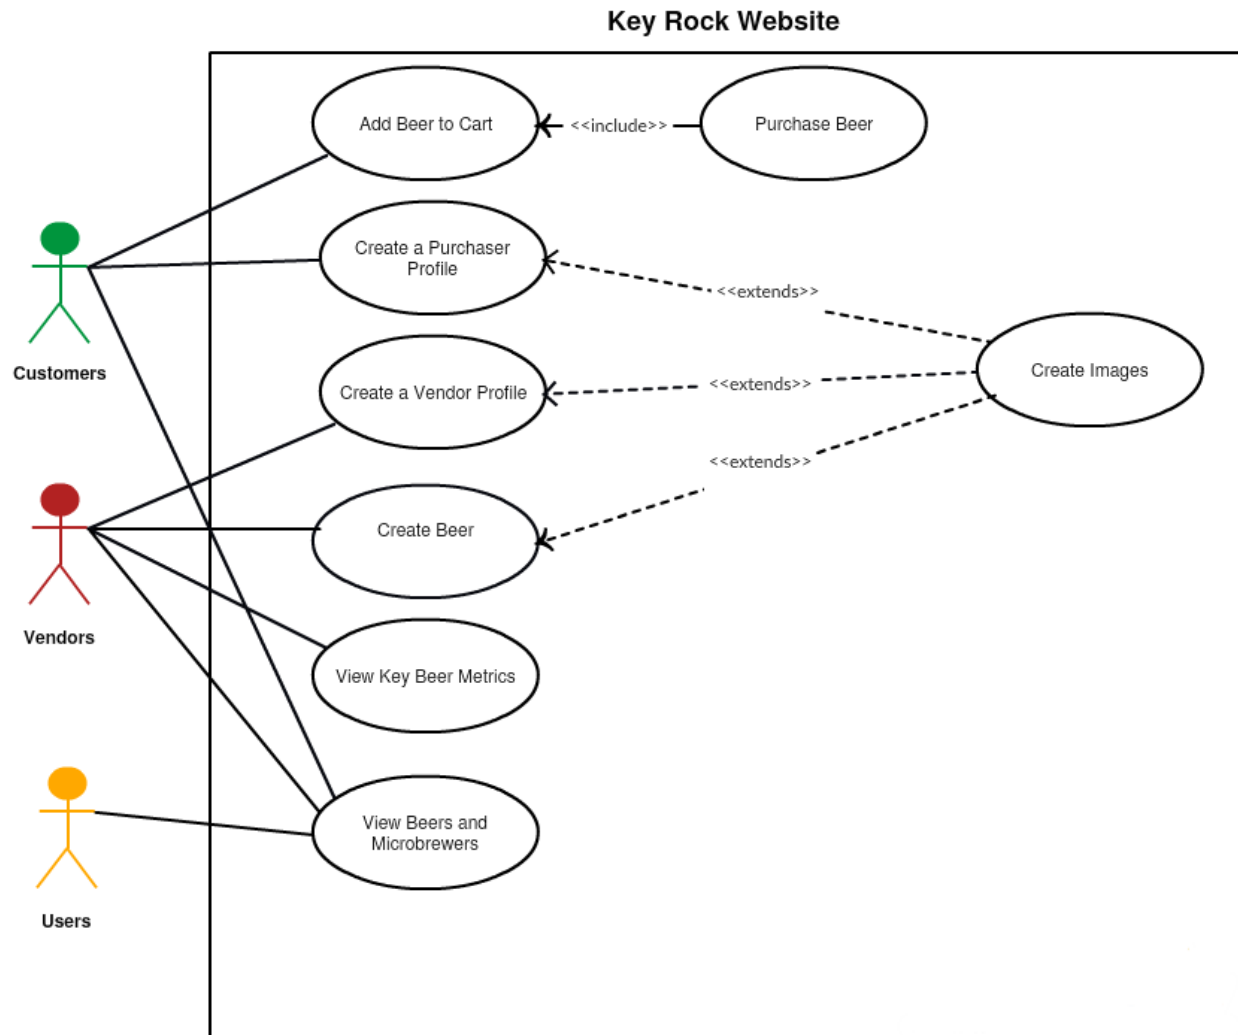 Key Rock Website
Add Beer to Cart
<<include>>
Purchase Beer
Create a Purchaser
Profile
<<extends>>
Customers
Create a Vendor Profile
<<extends>>
Create Images
<<extends>>
Create Beer
Vendors
View Key Beer Metrics
View Beers and
Microbrewers
Users